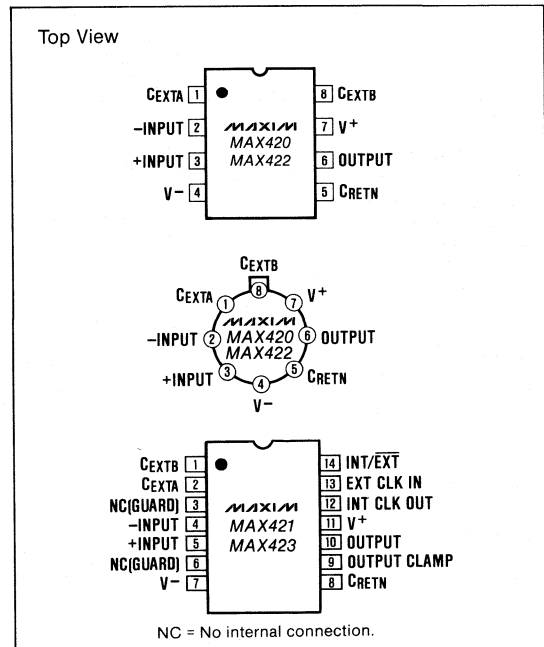 Top View
CEXTA 1
8 CEXTB
-INPUT 2
7 V+
+INPUT 3
6 OUTPUT
V- 4
5 CRETN
MAXIM
MAX420
MAX422
CEXTB
CEXTA
V+
8
1
7
-INPUT 2
6 OUTPUT
+INPUT 3
5 CRETN
4
V-
MAXIM
MAX420
MAX422
CEXTB 1
14 INT/EXT
CEXTA 2
13 EXT CLK IN
NC(GUARD) 3
12 INT CLK OUT
-INPUT 4
11 V+
+INPUT 5
10 OUTPUT
NC(GUARD) 6
9 OUTPUT CLAMP
V- 7
8 CRETN
MAXIM
MAX421
MAX423
NC = No internal connection.